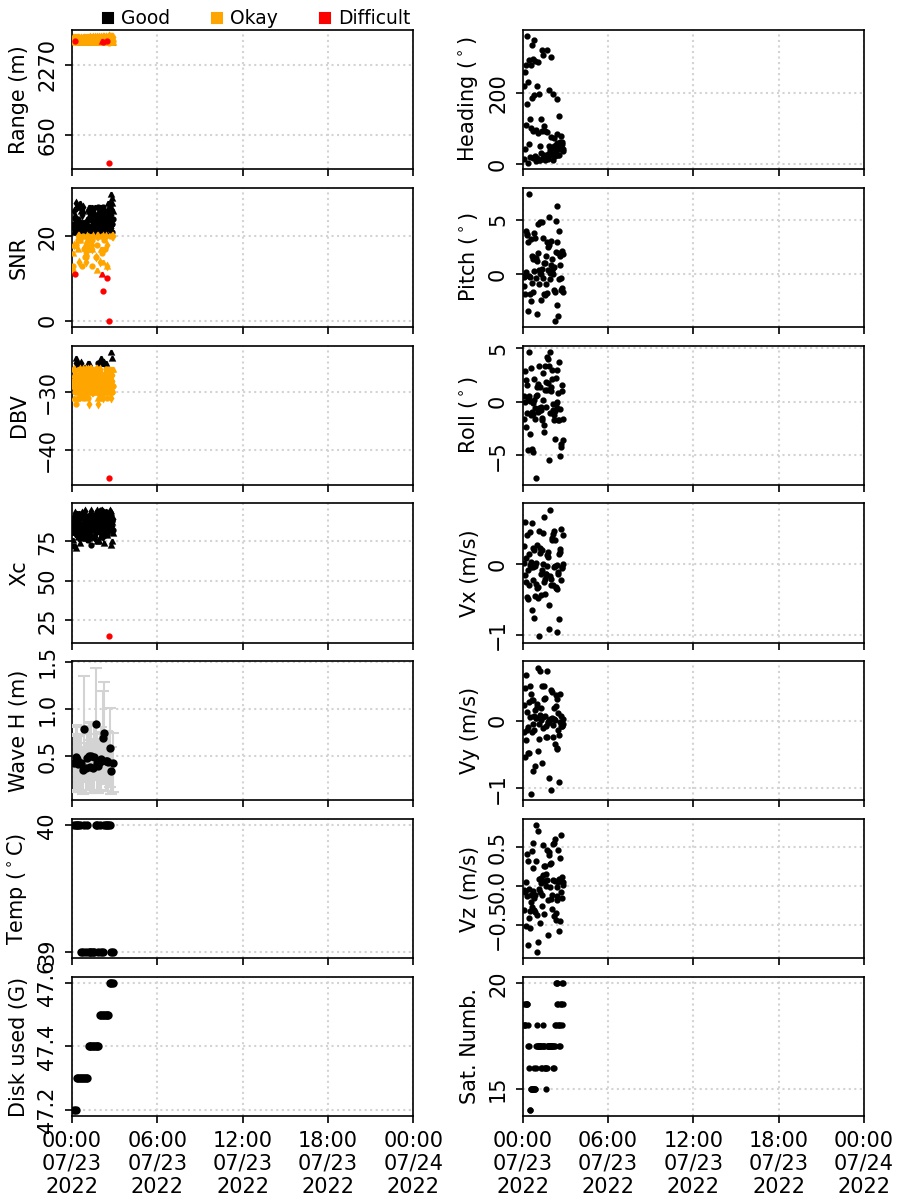 Good Okay Difficult
Range (m)
2270
650
Heading (°)
200
0
SNR
20
0
Pitch (°)
5
0
DBV
−30
−40
Roll (°)
5
0
−5
Xc
75
50
25
Vx (m/s)
0
−1
Wave H (m)
1.5
1.0
0.5
Vy (m/s)
0
−1
Temp (°C)
40
39
Vz (m/s)
0.5
0.0
−0.5
Disk used (G)
47.6
47.4
47.2
Sat. Numb.
20
15
00:00 06:00 12:00 18:00 00:00 00:00 06:00 12:00 18:00 00:00
07/23 07/23 07/23 07/23 07/24 07/23 07/23 07/23 07/23 07/24
2022 2022 2022 2022 2022 2022 2022 2022 2022 2022